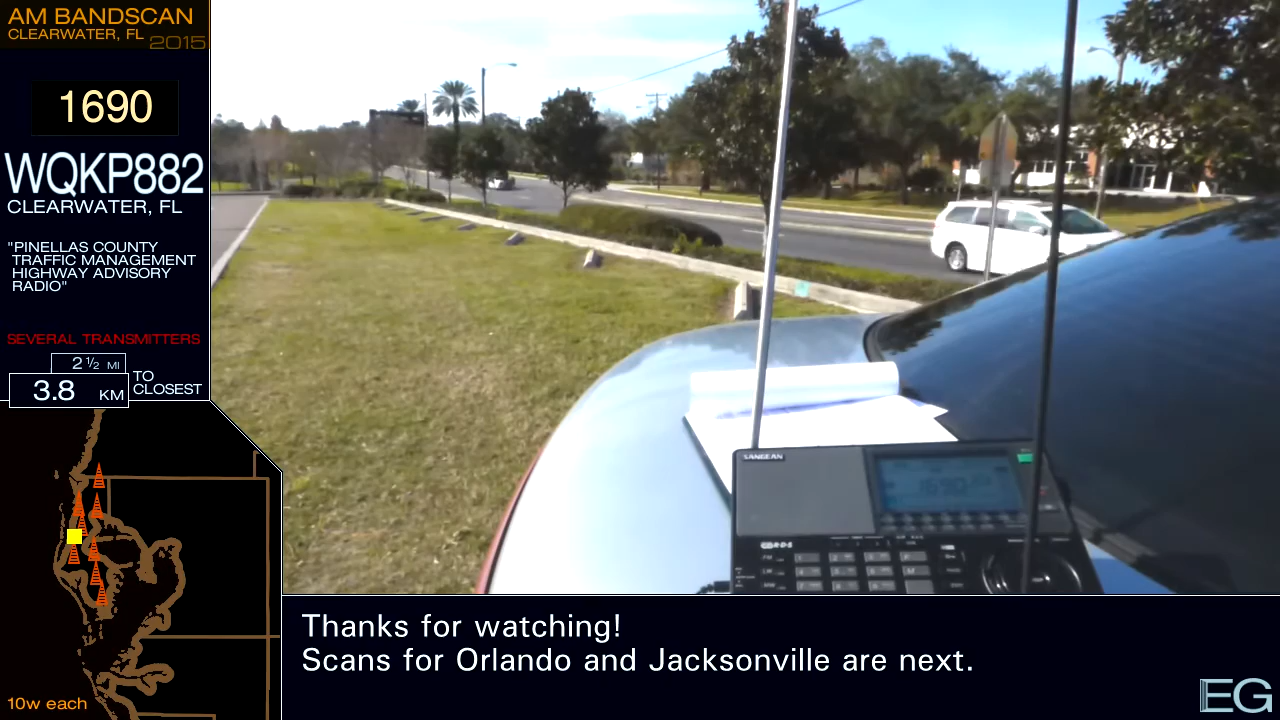 AM BANDSCAN
CLEARWATER, FL
2015
1690
WQKP882
CLEARWATER, FL
"PINELLAS COUNTY
TRAFFIC MANAGEMENT
HIGHWAY ADVISORY
RADIO"
SEVERAL TRANSMITTERS
2 1/2 MI
3.8 KM
TO
CLOSEST
10w each
SANGEAN
1690
Thanks for watching!
Scans for Orlando and Jacksonville are next.
EG